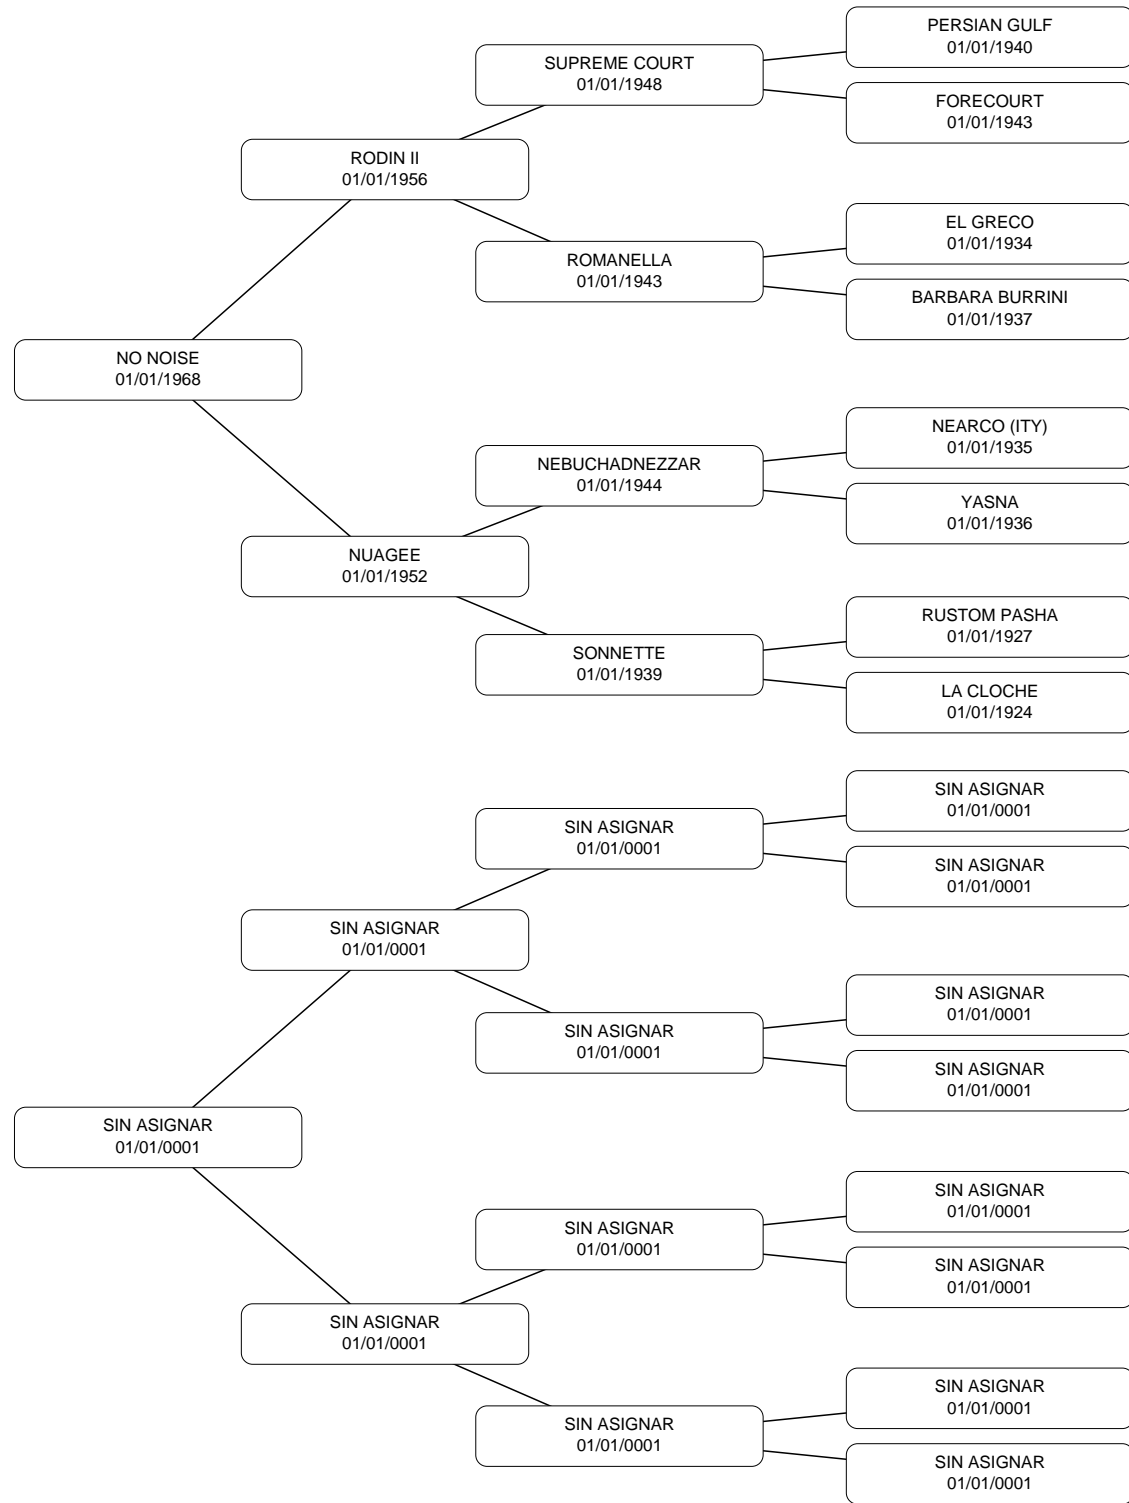 PERSIAN GULF
01/01/1940
SUPREME COURT
01/01/1948
FORECOURT
01/01/1943
RODIN II
01/01/1956
EL GRECO
01/01/1934
ROMANELLA
01/01/1943
BARBARA BURRINI
01/01/1937
NO NOISE
01/01/1968
NEARCO (ITY)
01/01/1935
NEBUCHADNEZZAR
01/01/1944
YASNA
01/01/1936
NUAGEE
01/01/1952
RUSTOM PASHA
01/01/1927
SONNETTE
01/01/1939
LA CLOCHE
01/01/1924
SIN ASIGNAR
01/01/0001
SIN ASIGNAR
01/01/0001
SIN ASIGNAR
01/01/0001
SIN ASIGNAR
01/01/0001
SIN ASIGNAR
01/01/0001
SIN ASIGNAR
01/01/0001
SIN ASIGNAR
01/01/0001
SIN ASIGNAR
01/01/0001
SIN ASIGNAR
01/01/0001
SIN ASIGNAR
01/01/0001
SIN ASIGNAR
01/01/0001
SIN ASIGNAR
01/01/0001
SIN ASIGNAR
01/01/0001
SIN ASIGNAR
01/01/0001
SIN ASIGNAR
01/01/0001